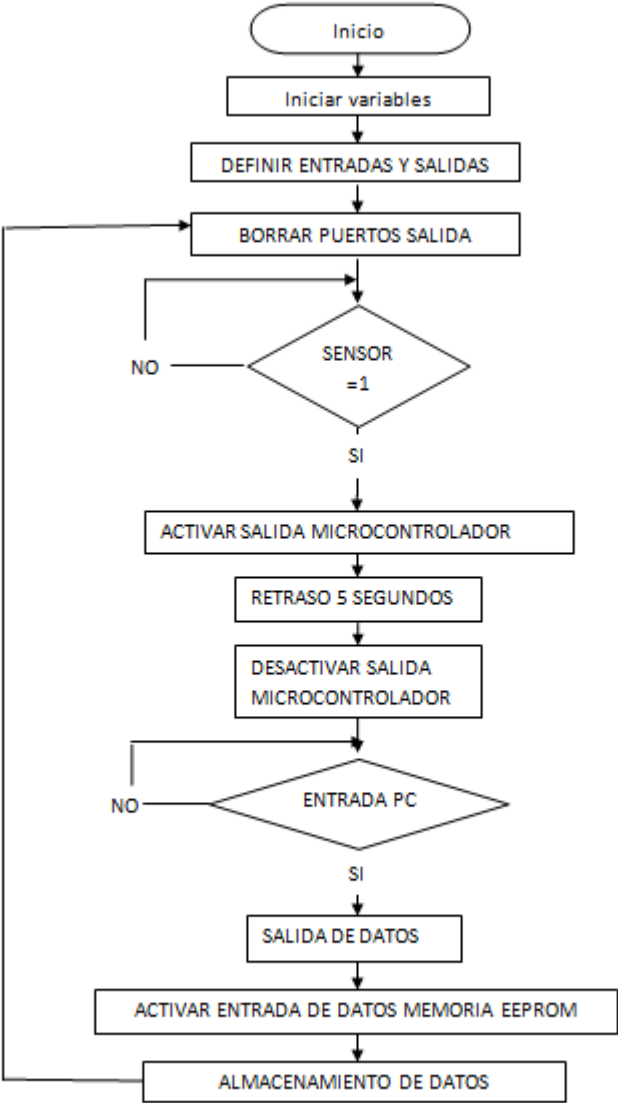 Inicio
Iniciar variables
DEFINIR ENTRADAS Y SALIDAS
BORRAR PUERTOS SALIDA
SENSOR
=1
NO
SI
ACTIVAR SALIDA MICROCONTROLADOR
RETRASO 5 SEGUNDOS
DESACTIVAR SALIDA
MICROCONTROLADOR
ENTRADA PC
NO
SI
SALIDA DE DATOS
ACTIVAR ENTRADA DE DATOS MEMORIA EEPROM
ALMACENAMIENTO DE DATOS